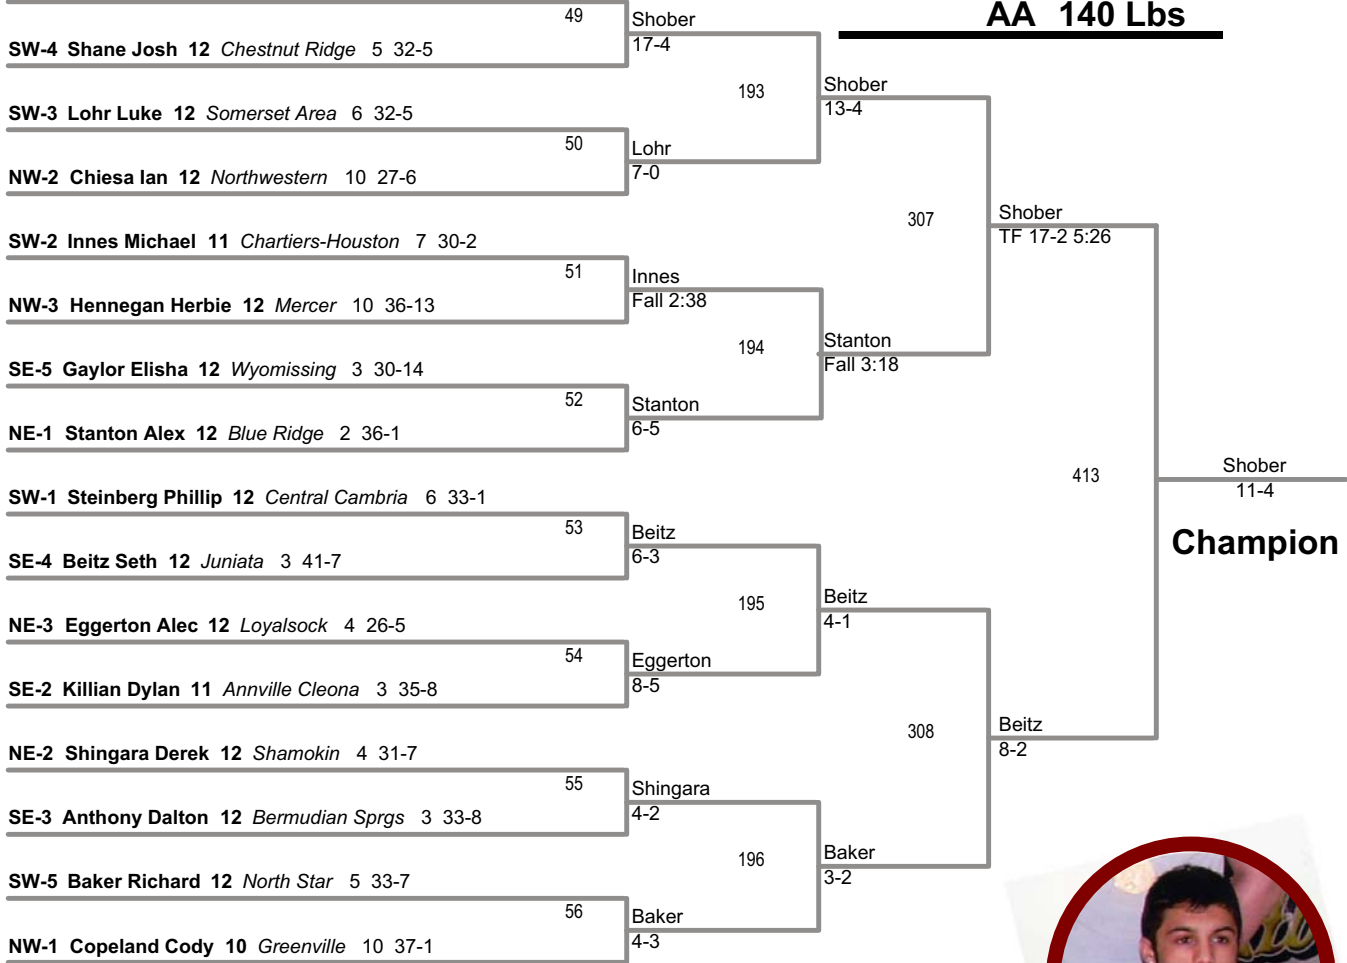 AA 140 Lbs
49
Shober
17-4
SW-4 Shane Josh 12 Chestnut Ridge 5 32-5
193
Shober
13-4
SW-3 Lohr Luke 12 Somerset Area 6 32-5
50
Lohr
7-0
NW-2 Chiesa Ian 12 Northwestern 10 27-6
307
Shober
TF 17-2 5:26
SW-2 Innes Michael 11 Chartiers-Houston 7 30-2
51
Innes
Fall 2:38
NW-3 Hennegan Herbie 12 Mercer 10 36-13
194
Stanton
Fall 3:18
SE-5 Gaylor Elisha 12 Wyomissing 3 30-14
52
Stanton
6-5
NE-1 Stanton Alex 12 Blue Ridge 2 36-1
413
Shober
11-4
Champion
SW-1 Steinberg Phillip 12 Central Cambria 6 33-1
53
Beitz
6-3
SE-4 Beitz Seth 12 Juniata 3 41-7
195
Beitz
4-1
NE-3 Eggerton Alec 12 Loyalsock 4 26-5
54
Eggerton
8-5
SE-2 Killian Dylan 11 Annville Cleona 3 35-8
308
Beitz
8-2
NE-2 Shingara Derek 12 Shamokin 4 31-7
55
Shingara
4-2
SE-3 Anthony Dalton 12 Bermudian Sprgs 3 33-8
196
Baker
3-2
SW-5 Baker Richard 12 North Star 5 33-7
56
Baker
4-3
NW-1 Copeland Cody 10 Greenville 10 37-1